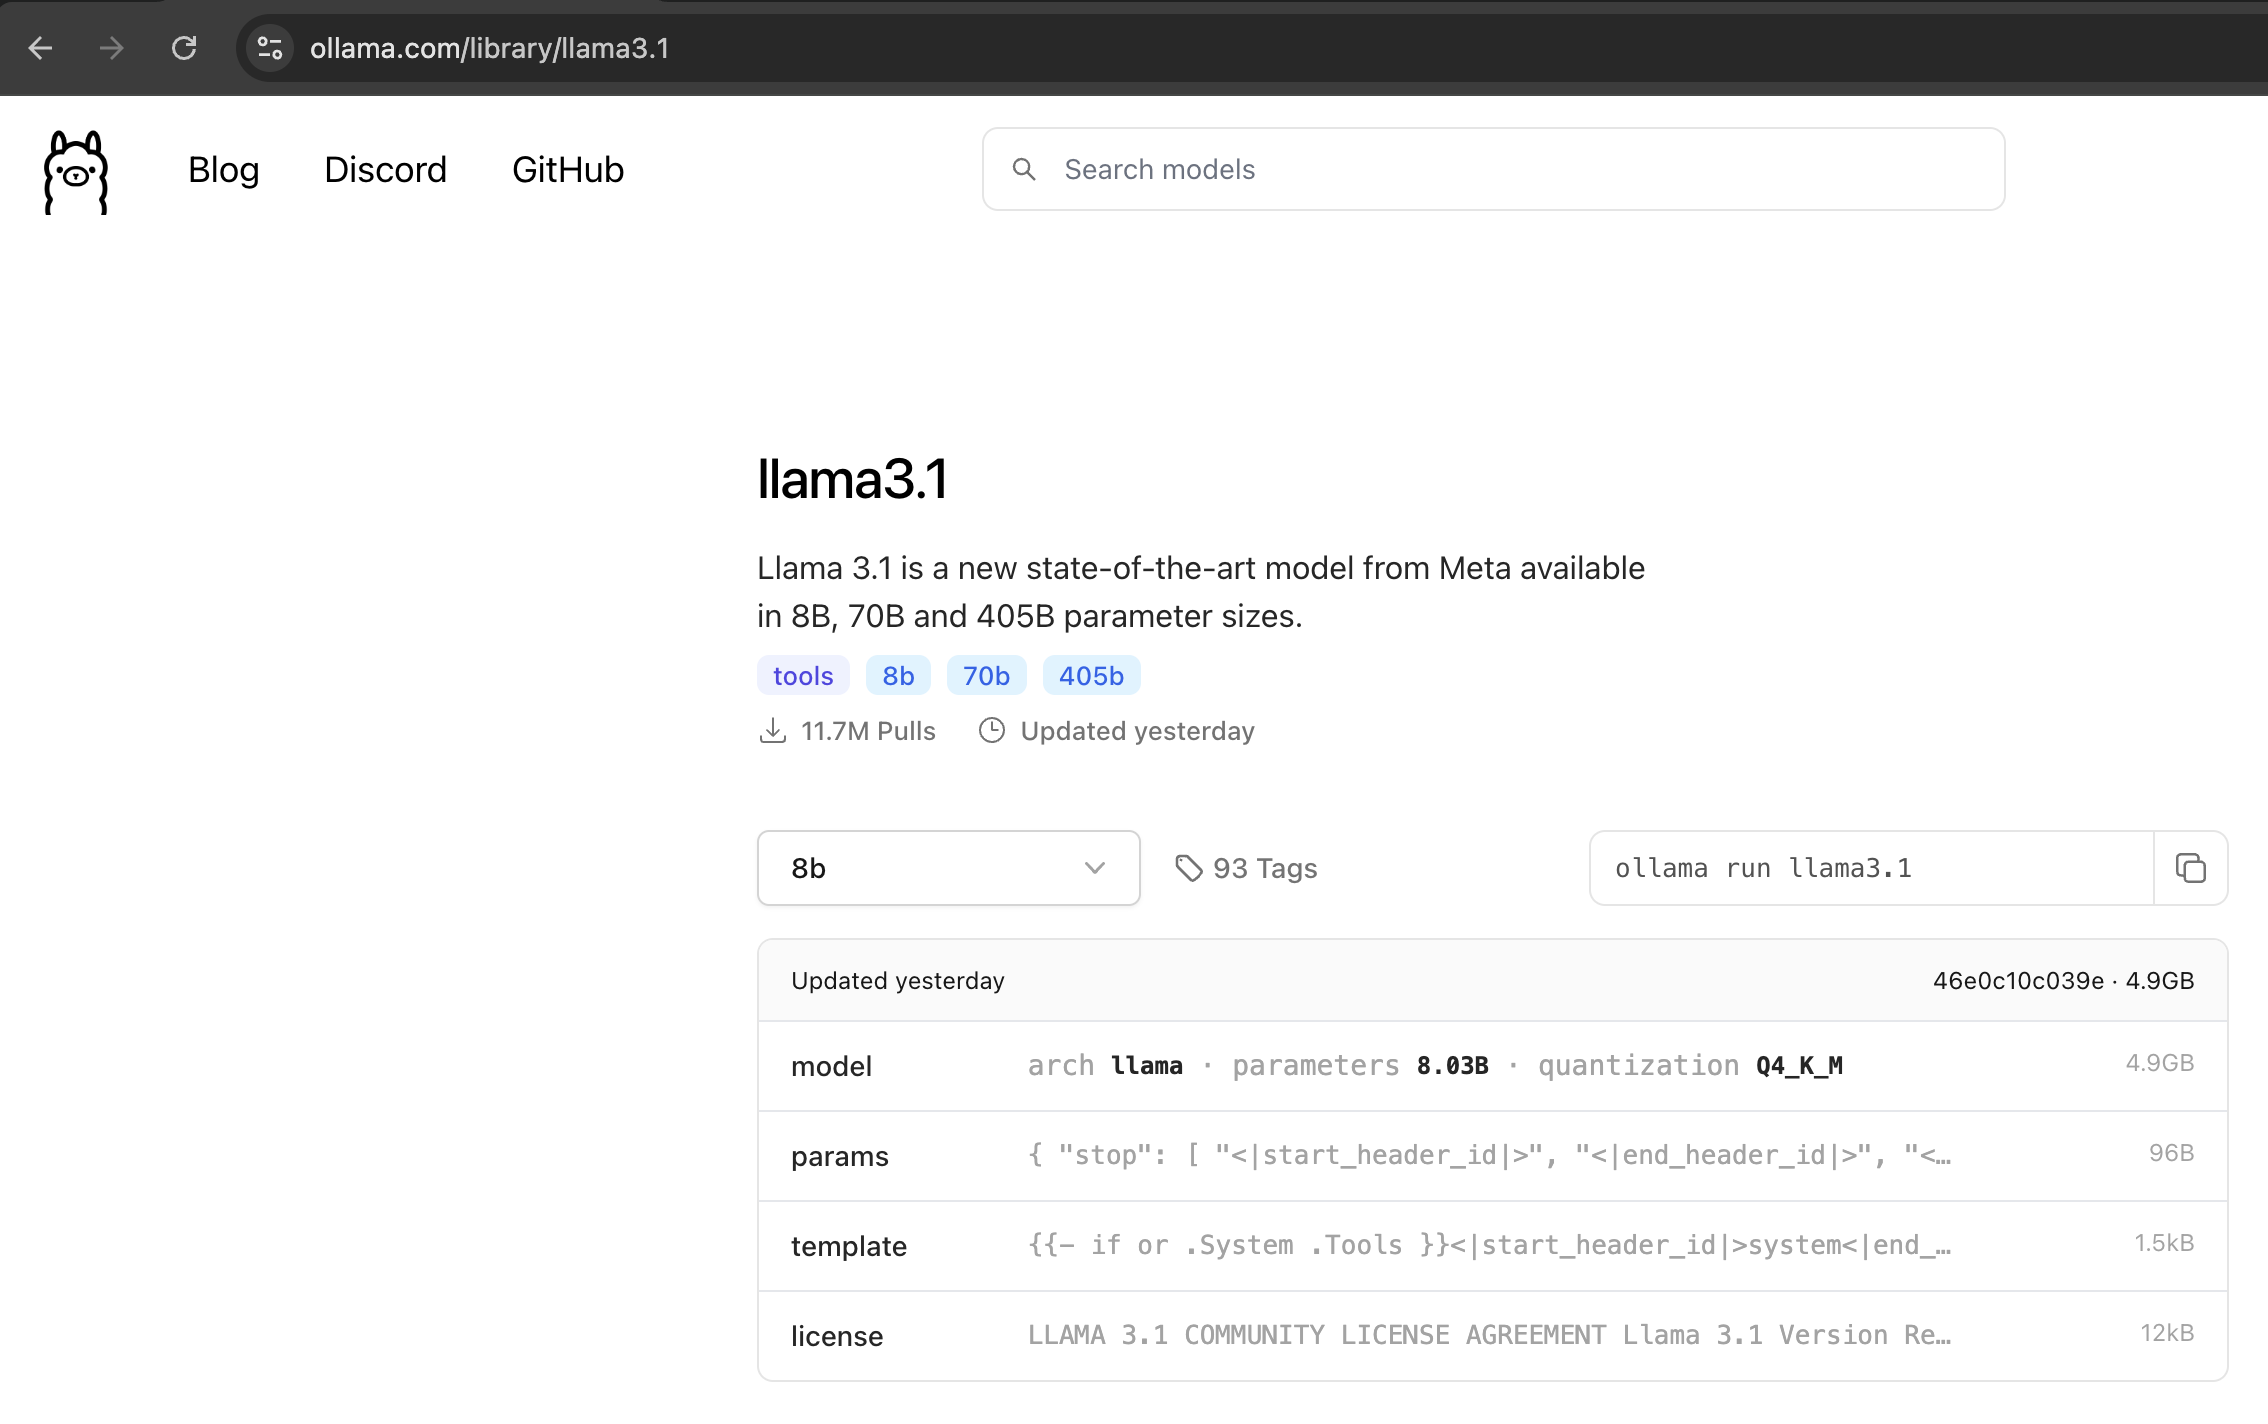 ollama.com/library/llama3.1
Blog Discord GitHub Search models
llama3.1
Llama 3.1 is a new state-of-the-art model from Meta available
in 8B, 70B and 405B parameter sizes.
tools 8b 70b 405b
11.7M Pulls Updated yesterday
8b 93 Tags ollama run llama3.1
Updated yesterday 46e0c10c039e · 4.9GB
model arch llama · parameters 8.03B · quantization Q4_K_M 4.9GB
params { "stop": [ "<|start_header_id|>", "<|end_header_id|>", "<… 96B
template {{- if or .System .Tools }}<|start_header_id|>system<|end_… 1.5kB
license LLAMA 3.1 COMMUNITY LICENSE AGREEMENT Llama 3.1 Version Re… 12kB